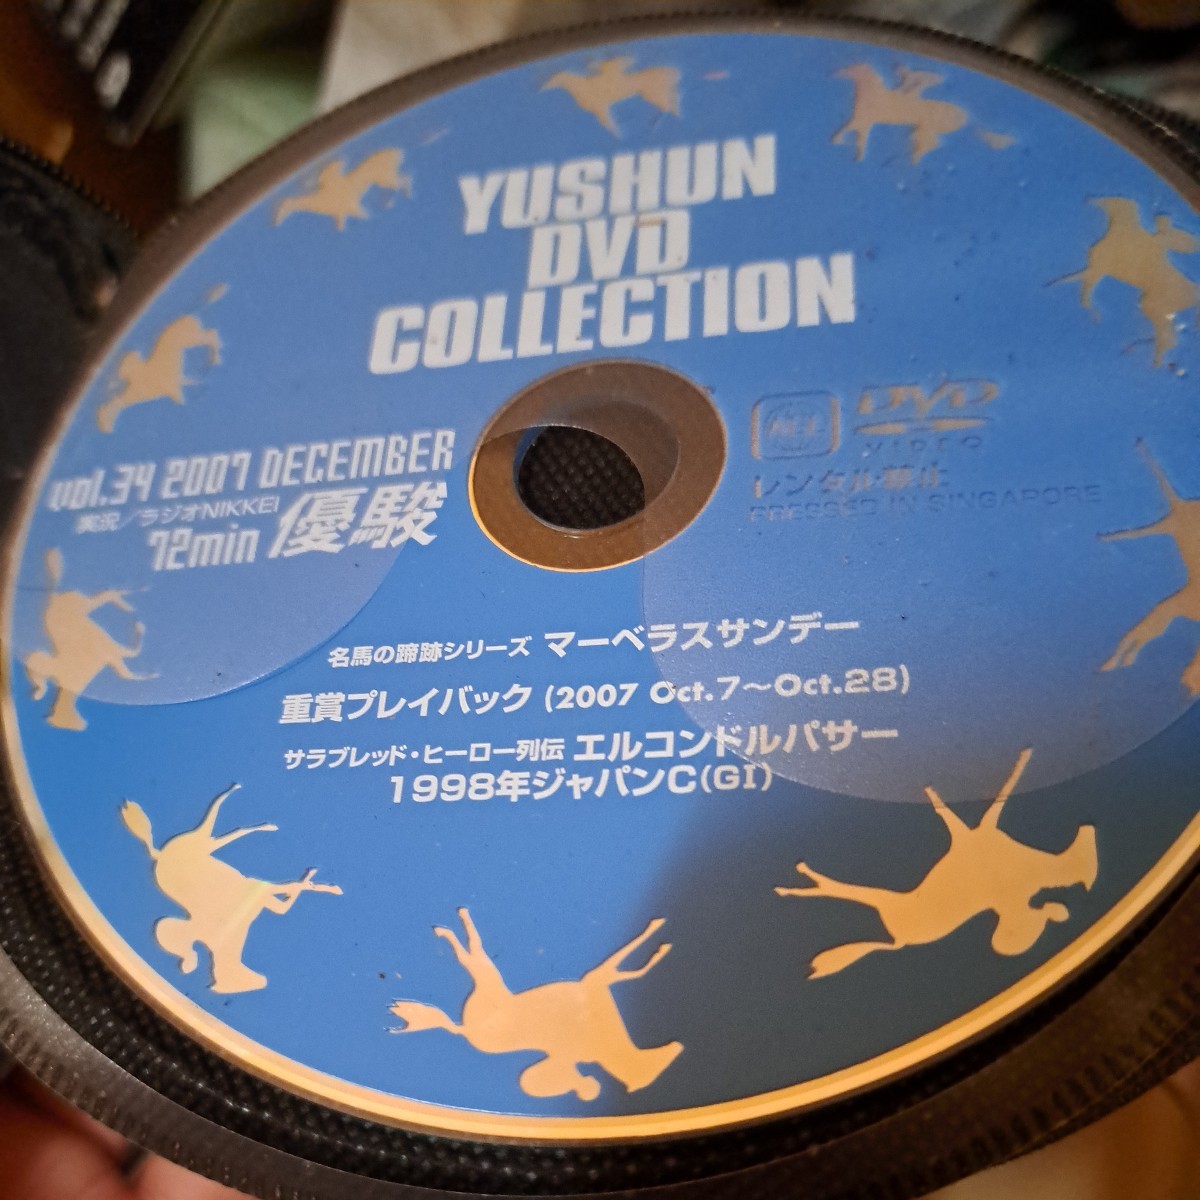 YUSHUN
DVD
COLLECTION
vol.34 2007 DECEMBER
実況／ラジオNIKKEI
72min 優駿
ALL
DVD
VIDEO
レンタル禁止
PRESSED IN SINGAPORE
名馬の蹄跡シリーズ マーベラスサンデー
重賞プレイバック (2007 Oct.7～Oct.28)
サラブレッド・ヒーロー列伝 エルコンドルパサー
1998年ジャパンC(GI)